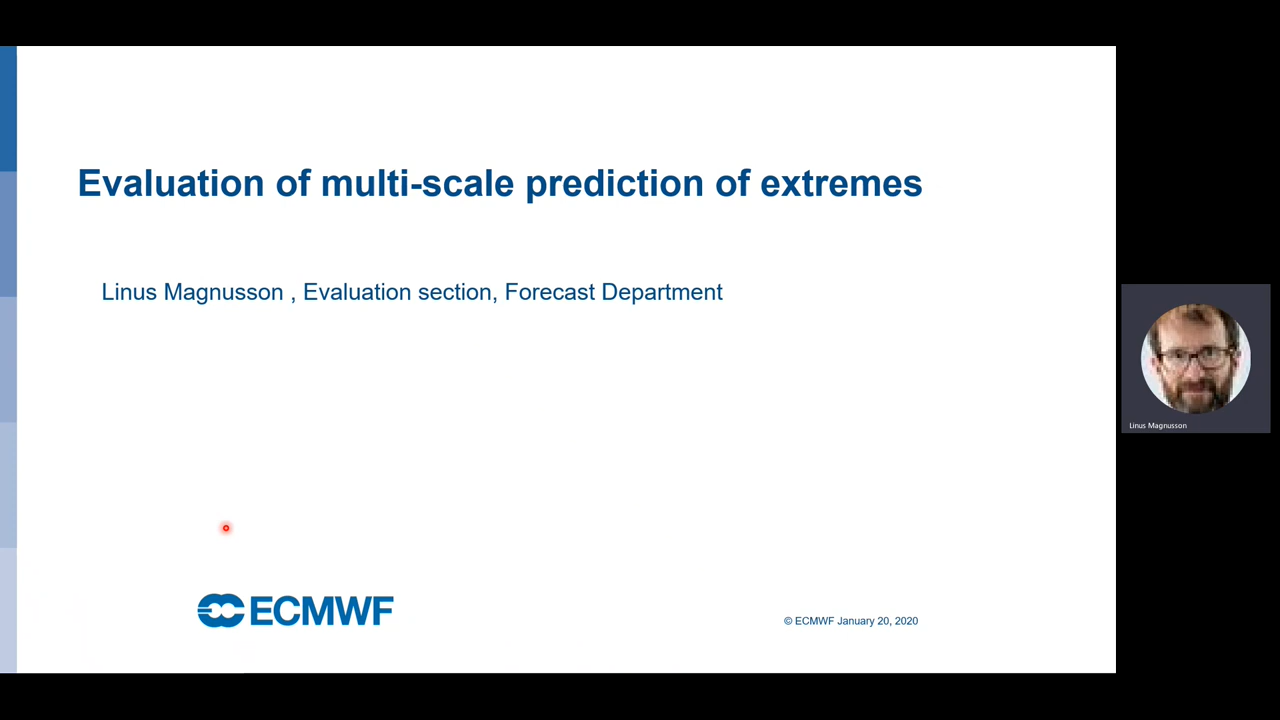 Evaluation of multi-scale prediction of extremes
Linus Magnusson , Evaluation section, Forecast Department
Linus Magnusson
ECMWF
© ECMWF January 20, 2020